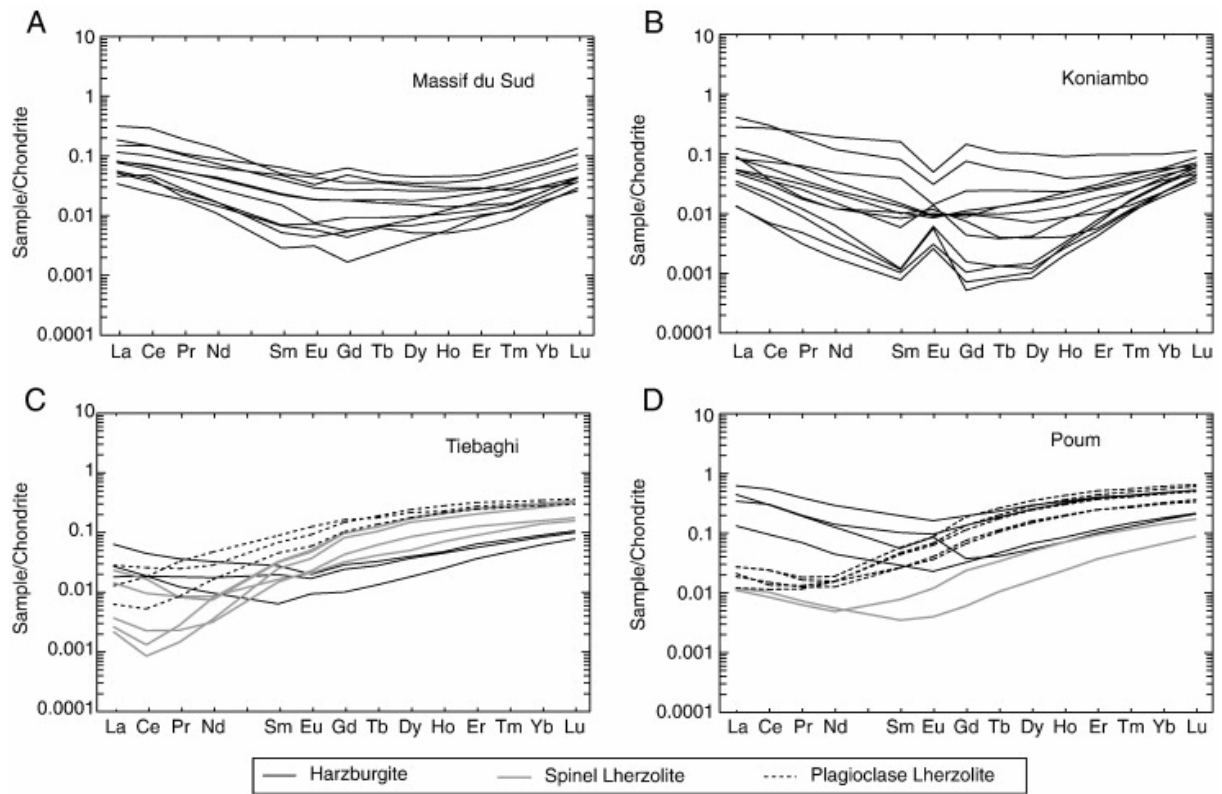 A
Massif du Sud
Sample/Chondrite
10
1
0.1
0.01
0.001
0.0001
La Ce Pr Nd Sm Eu Gd Tb Dy Ho Er Tm Yb Lu
B
Koniambo
Sample/Chondrite
10
1
0.1
0.01
0.001
0.0001
La Ce Pr Nd Sm Eu Gd Tb Dy Ho Er Tm Yb Lu
C
Tiebaghi
Sample/Chondrite
10
1
0.1
0.01
0.001
0.0001
La Ce Pr Nd Sm Eu Gd Tb Dy Ho Er Tm Yb Lu
D
Poum
Sample/Chondrite
10
1
0.1
0.01
0.001
0.0001
La Ce Pr Nd Sm Eu Gd Tb Dy Ho Er Tm Yb Lu
Harzburgite Spinel Lherzolite Plagioclase Lherzolite